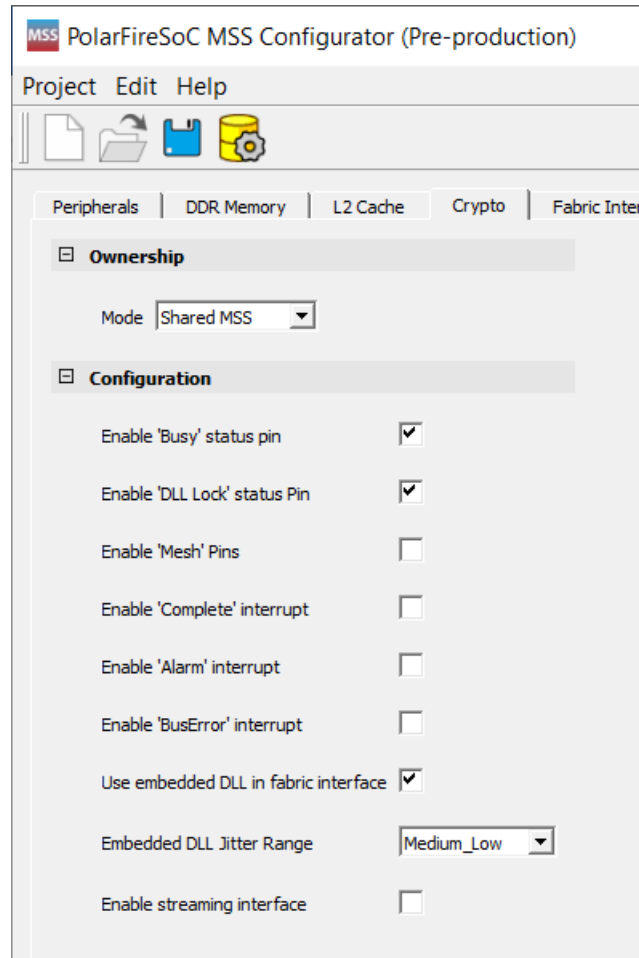 MSS PolarFireSoC MSS Configurator (Pre-production)
Project Edit Help
Peripherals DDR Memory L2 Cache Crypto Fabric Inter
Ownership
Mode Shared MSS
Configuration
Enable 'Busy' status pin
Enable 'DLL Lock' status Pin
Enable 'Mesh' Pins
Enable 'Complete' interrupt
Enable 'Alarm' interrupt
Enable 'BusError' interrupt
Use embedded DLL in fabric interface
Embedded DLL Jitter Range Medium_Low
Enable streaming interface